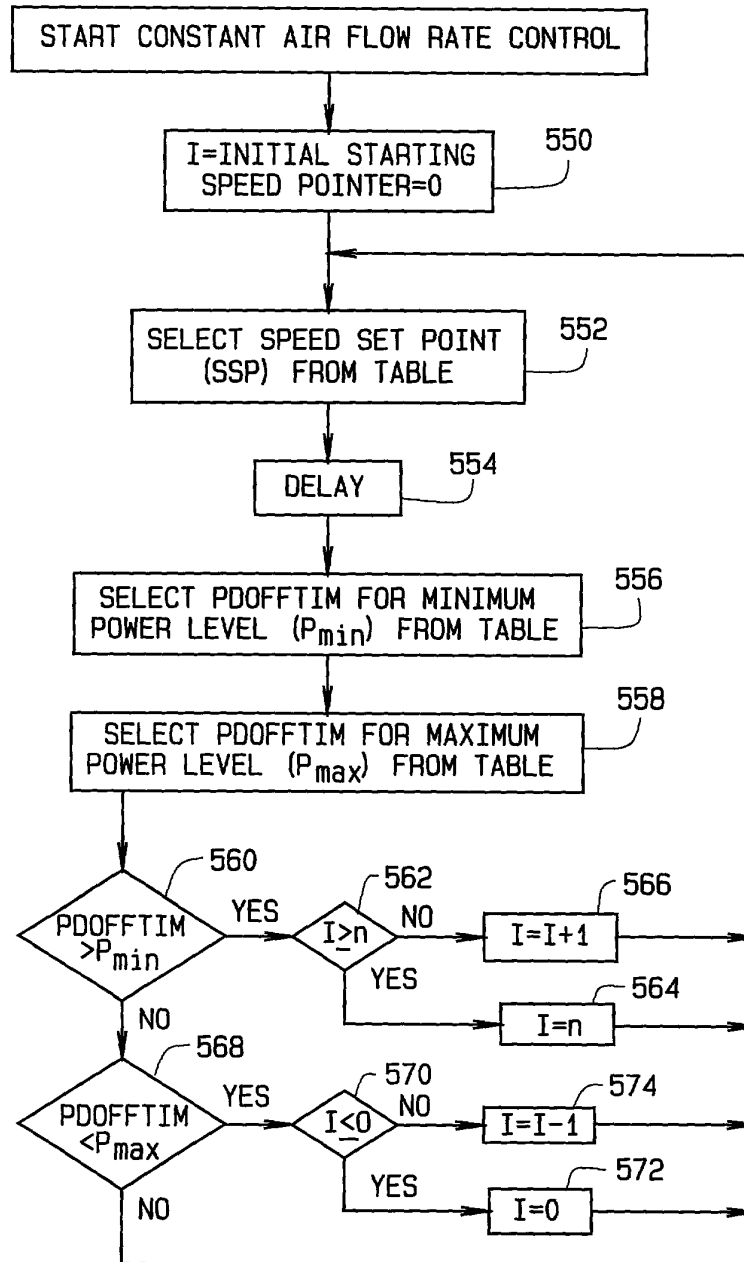 START CONSTANT AIR FLOW RATE CONTROL
550
I=INITIAL STARTING
SPEED POINTER=0
552
SELECT SPEED SET POINT
(SSP) FROM TABLE
554
DELAY
556
SELECT PDOFFTIM FOR MINIMUM
POWER LEVEL (Pmin) FROM TABLE
558
SELECT PDOFFTIM FOR MAXIMUM
POWER LEVEL (Pmax) FROM TABLE
560
PDOFFTIM
>Pmin
YES
NO
562
I≥n
NO
YES
566
I=I+1
564
I=n
568
PDOFFTIM
<Pmax
YES
NO
570
I≤0
NO
YES
574
I=I-1
572
I=0